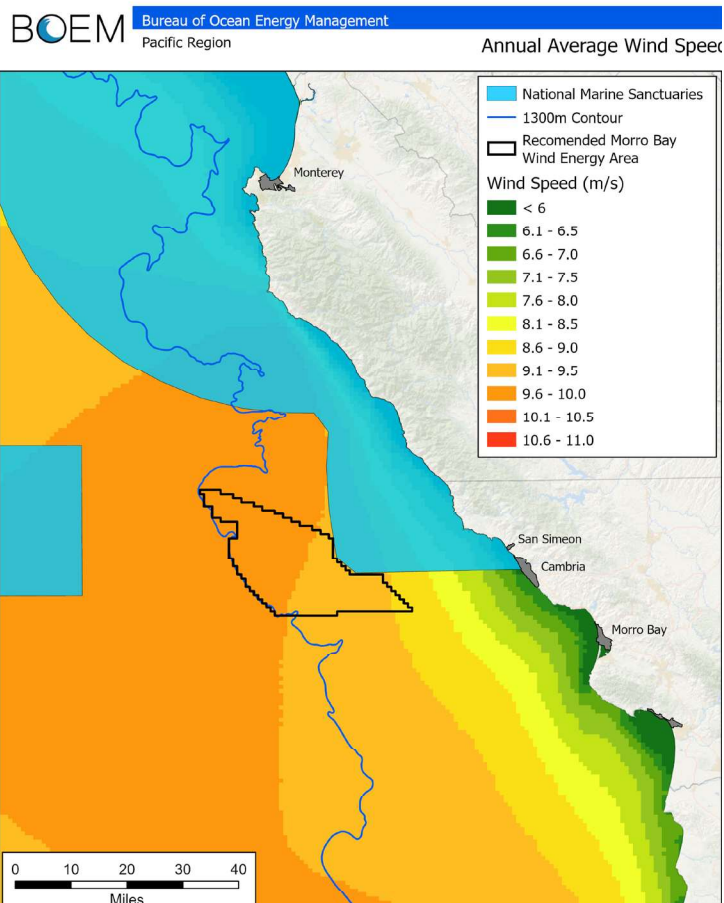 BOEM
Bureau of Ocean Energy Management
Pacific Region
Annual Average Wind Speed
National Marine Sanctuaries
1300m Contour
Recomended Morro Bay
Wind Energy Area
Wind Speed (m/s)
< 6
6.1 - 6.5
6.6 - 7.0
7.1 - 7.5
7.6 - 8.0
8.1 - 8.5
8.6 - 9.0
9.1 - 9.5
9.6 - 10.0
10.1 - 10.5
10.6 - 11.0
Monterey
San Simeon
Cambria
Morro Bay
0 10 20 30 40
Miles